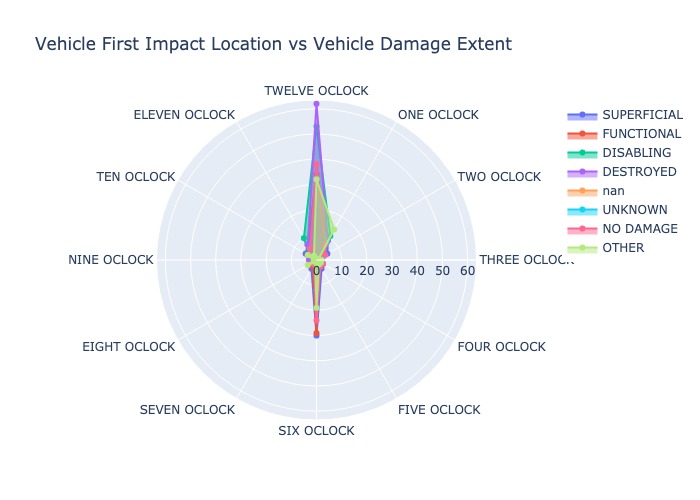 Vehicle First Impact Location vs Vehicle Damage Extent
TWELVE OCLOCK
ELEVEN OCLOCK
ONE OCLOCK
TEN OCLOCK
TWO OCLOCK
NINE OCLOCK
THREE OCLOCK
0 10 20 30 40 50 60
EIGHT OCLOCK
FOUR OCLOCK
SEVEN OCLOCK
FIVE OCLOCK
SIX OCLOCK
SUPERFICIAL
FUNCTIONAL
DISABLING
DESTROYED
nan
UNKNOWN
NO DAMAGE
OTHER